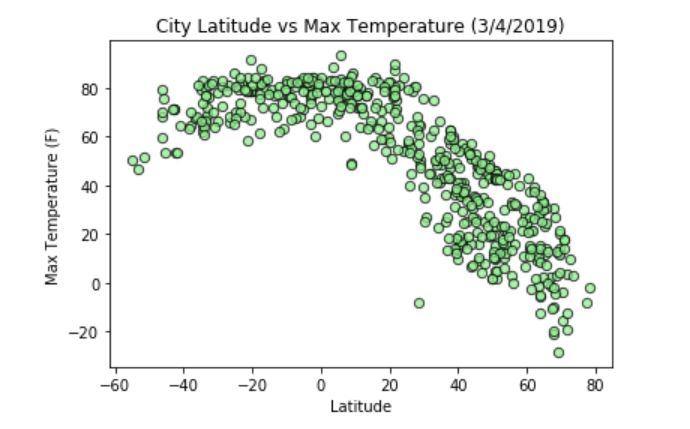 City Latitude vs Max Temperature (3/4/2019)
Max Temperature (F)
80
60
40
20
0
−20
−60 −40 −20 0 20 40 60 80
Latitude